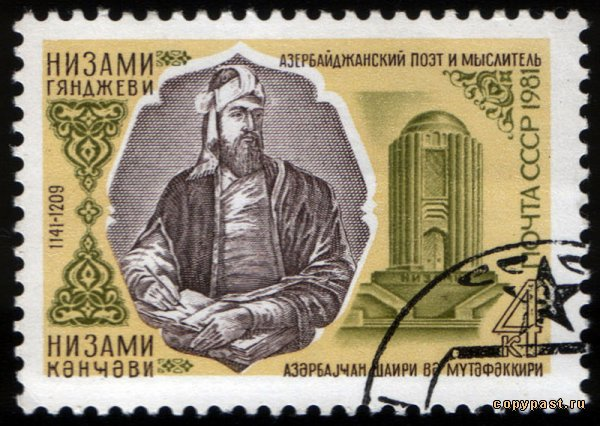 НИЗАМИ
ГЯНДЖЕВИ
АЗЕРБАЙДЖАНСКИЙ ПОЭТ И МЫСЛИТЕЛЬ
ПОЧТА СССР 1981
1141-1209
4
к
НИЗАМИ
ҜӘНҸӘВИ
АЗӘРБАЈҸАН ШАИРИ ВӘ МҮТӘФӘККИРИ
copypast.ru